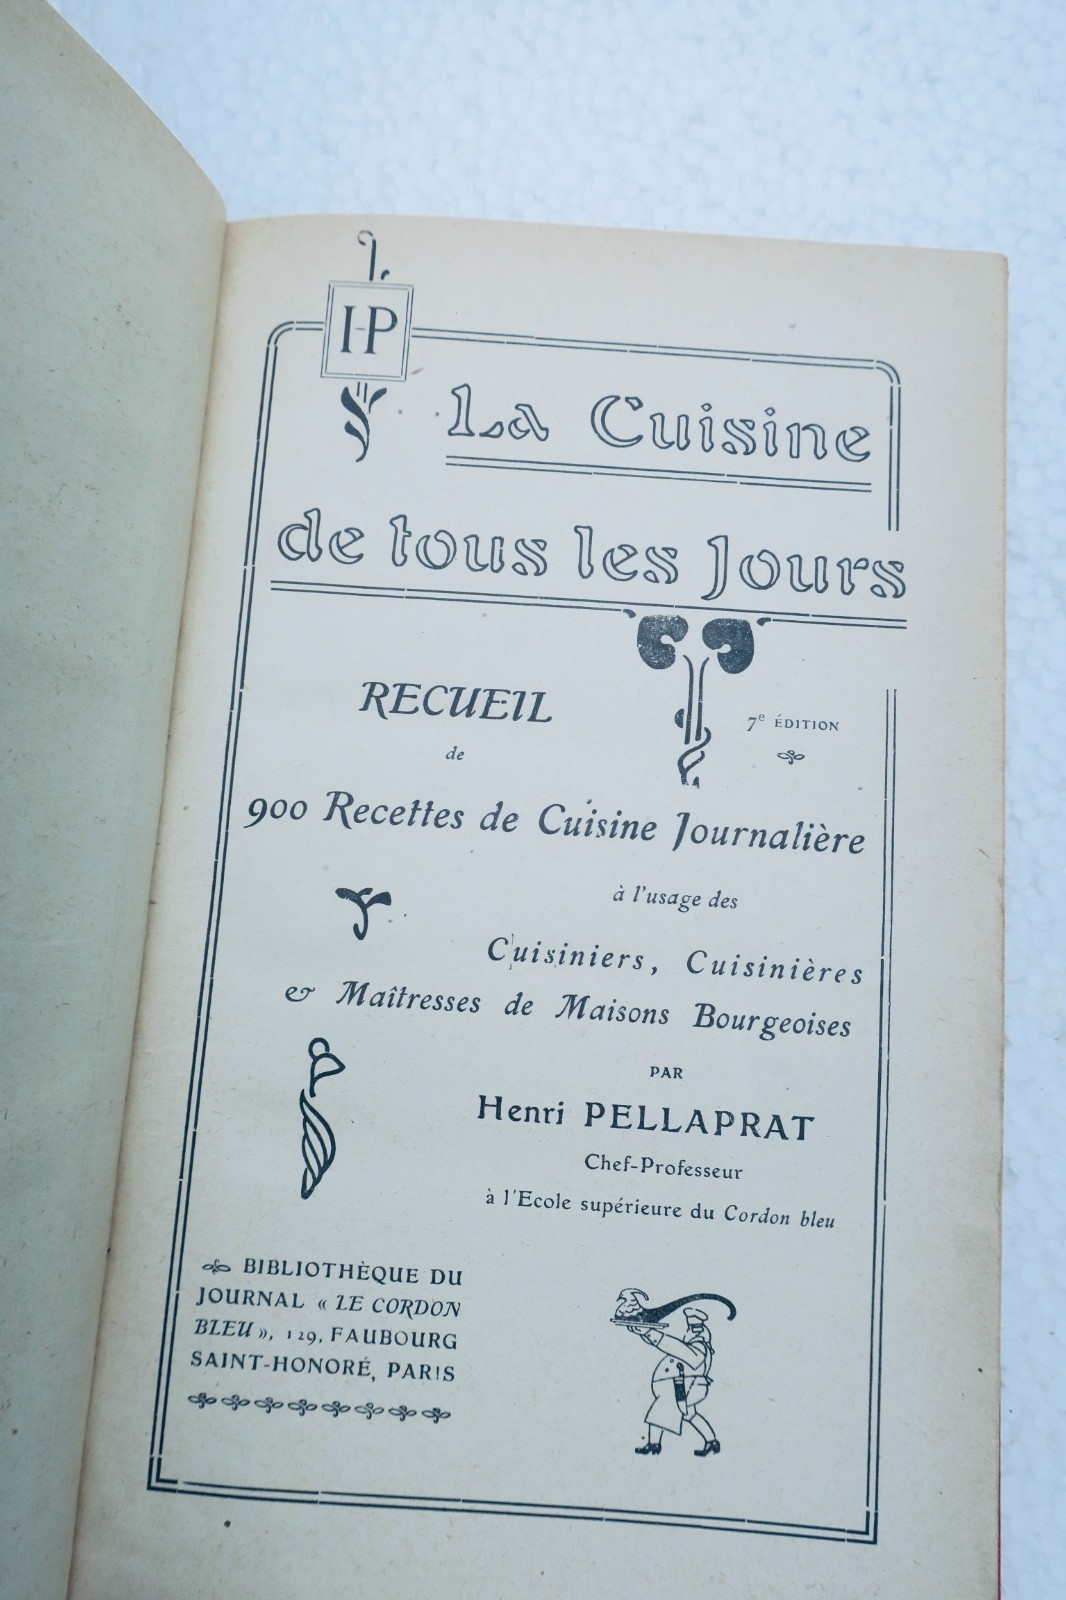 I-P
La Cuisine
de tous les Jours
RECUEIL
7e ÉDITION
de
900 Recettes de Cuisine Journalière
à l'usage des
Cuisiniers, Cuisinières
& Maîtresses de Maisons Bourgeoises
PAR
Henri PELLAPRAT
Chef-Professeur
à l'Ecole supérieure du Cordon bleu
BIBLIOTHÈQUE DU
JOURNAL « LE CORDON
BLEU », 129, FAUBOURG
SAINT-HONORÉ, PARIS